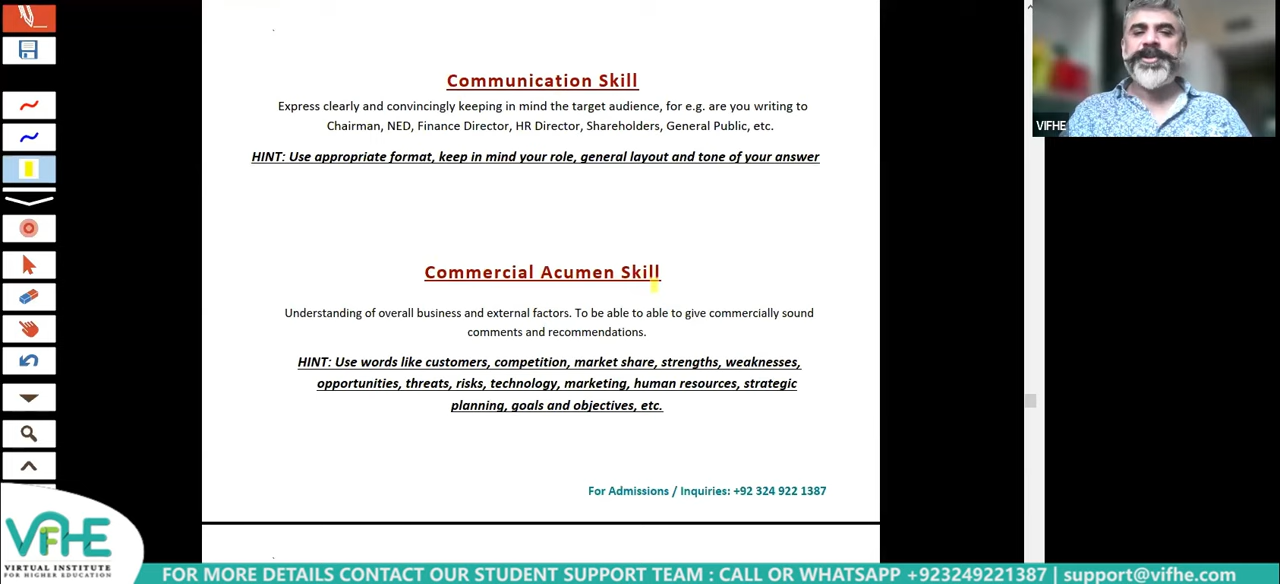 Communication Skill
Express clearly and convincingly keeping in mind the target audience, for e.g. are you writing to
Chairman, NED, Finance Director, HR Director, Shareholders, General Public, etc.
HINT: Use appropriate format, keep in mind your role, general layout and tone of your answer
VIFHE
Commercial Acumen Skill
Understanding of overall business and external factors. To be able to able to give commercially sound
comments and recommendations.
HINT: Use words like customers, competition, market share, strengths, weaknesses,
opportunities, threats, risks, technology, marketing, human resources, strategic
planning, goals and objectives, etc.
For Admissions / Inquiries: +92 324 922 1387
VIFHE
VIRTUAL INSTITUTE
FOR HIGHER EDUCATION
FOR MORE DETAILS CONTACT OUR STUDENT SUPPORT TEAM : CALL OR WHATSAPP +923249221387 | support@vifhe.com